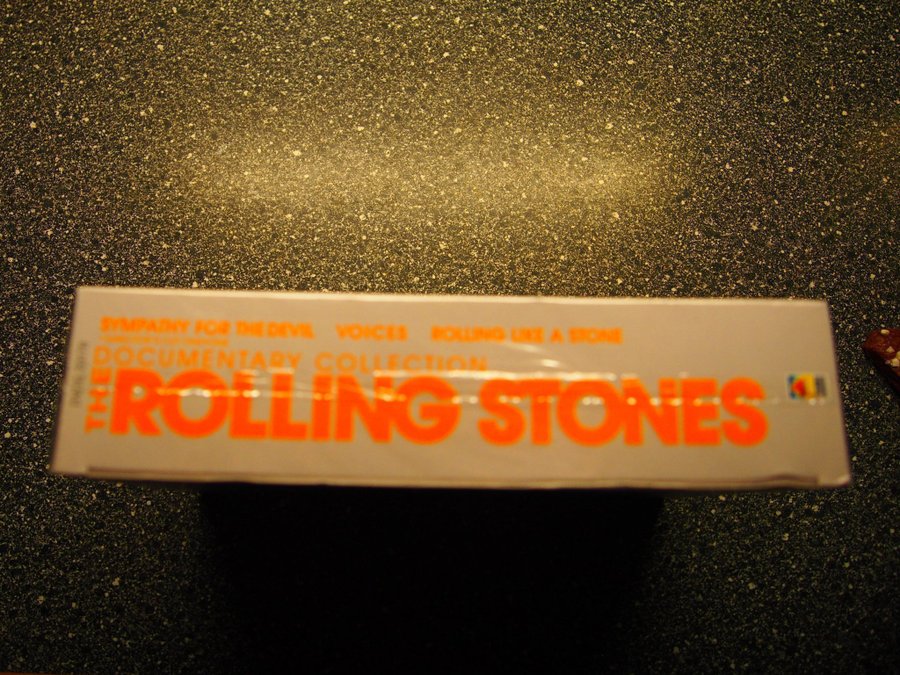 SYMPATHY FOR THE DEVIL VOICES ROLLING LIKE A STONE
DOCUMENTARY COLLECTION
THE ROLLING STONES